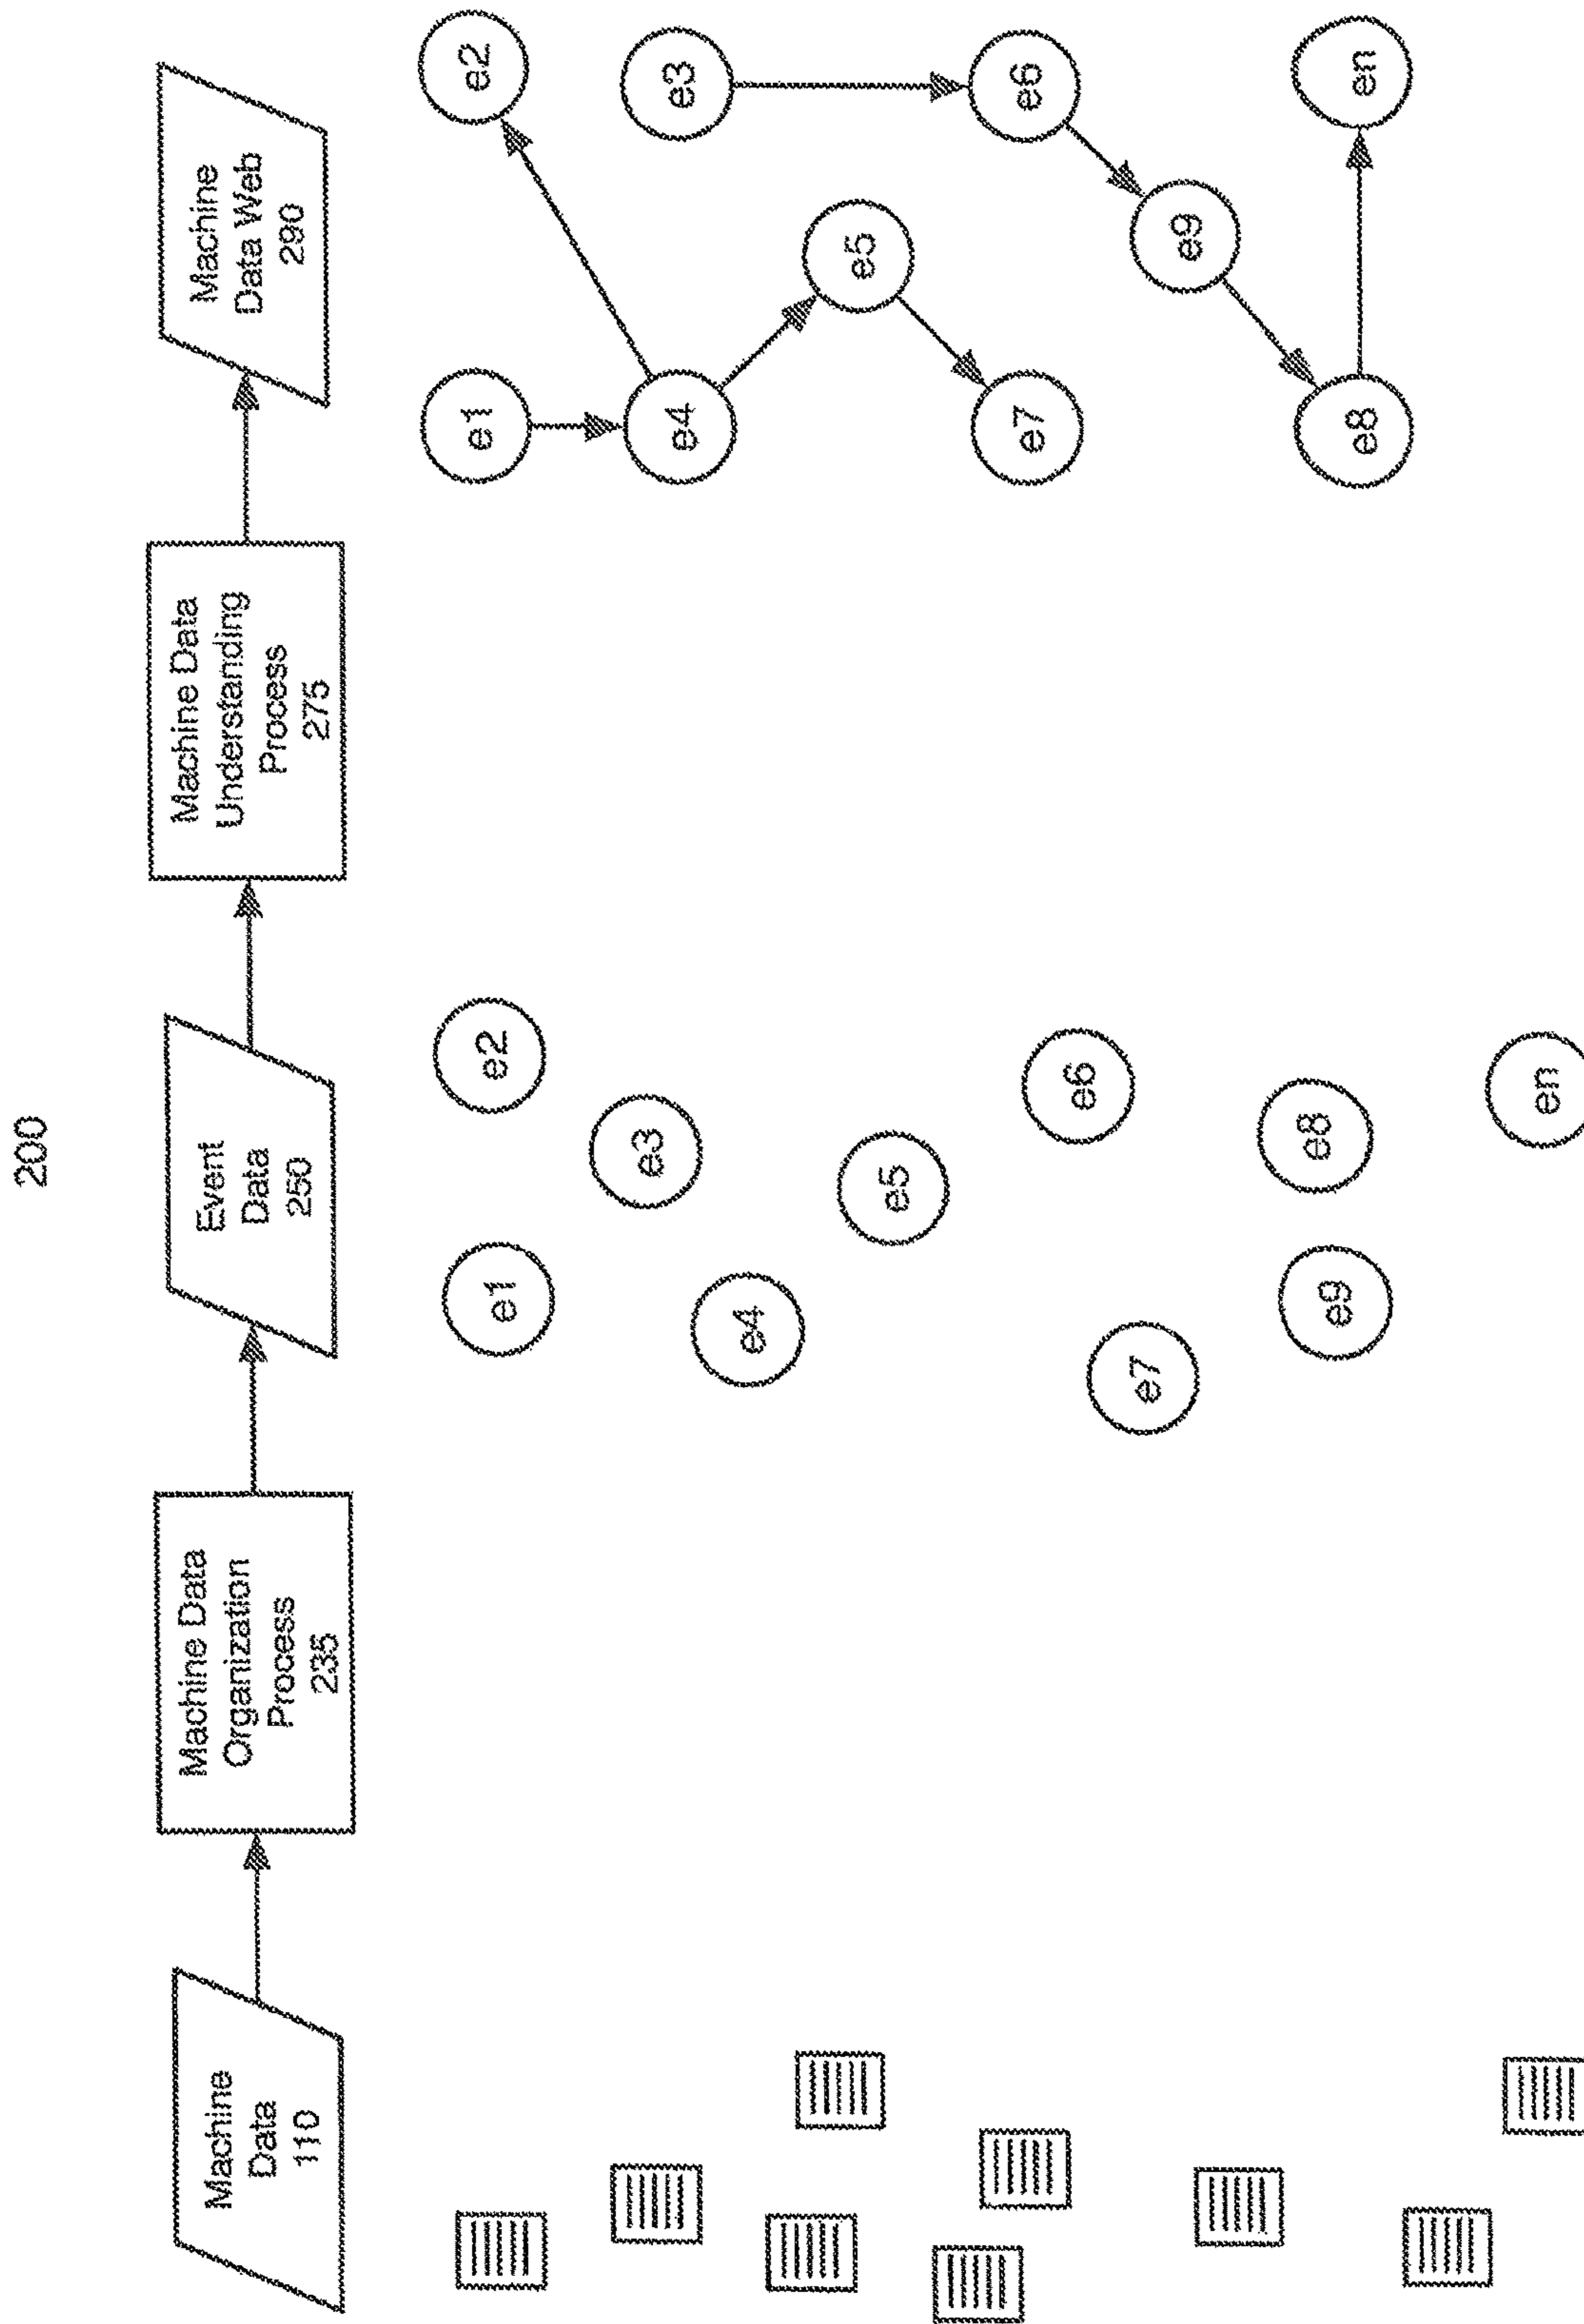 200
Machine
Data
110
Machine Data
Organization
Process
235
Event
Data
250
Machine Data
Understanding
Process
275
Machine
Data Web
290
e1
e2
e3
e4
e5
e6
e7
e8
e9
en
e1
e2
e4
e3
e5
e7
e6
e9
e8
en